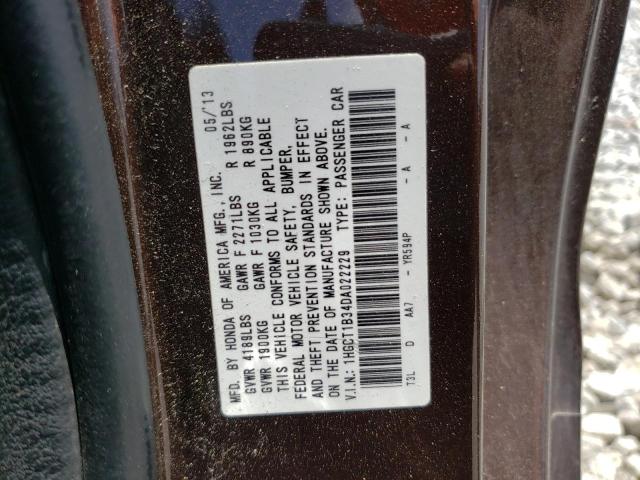 MFD. BY HONDA OF AMERICA MFG., INC. 05/13
GVWR 4189LBS GAWR F 2271LBS R 1962LBS
GVWR 1900KG GAWR F 1030KG R 890KG
THIS VEHICLE CONFORMS TO ALL APPLICABLE
FEDERAL MOTOR VEHICLE SAFETY, BUMPER,
AND THEFT PREVENTION STANDARDS IN EFFECT
ON THE DATE OF MANUFACTURE SHOWN ABOVE.
V.I.N.: 1HGCT1B34DA022229 TYPE: PASSENGER CAR
T3L D AA7 - YR594P - A - A